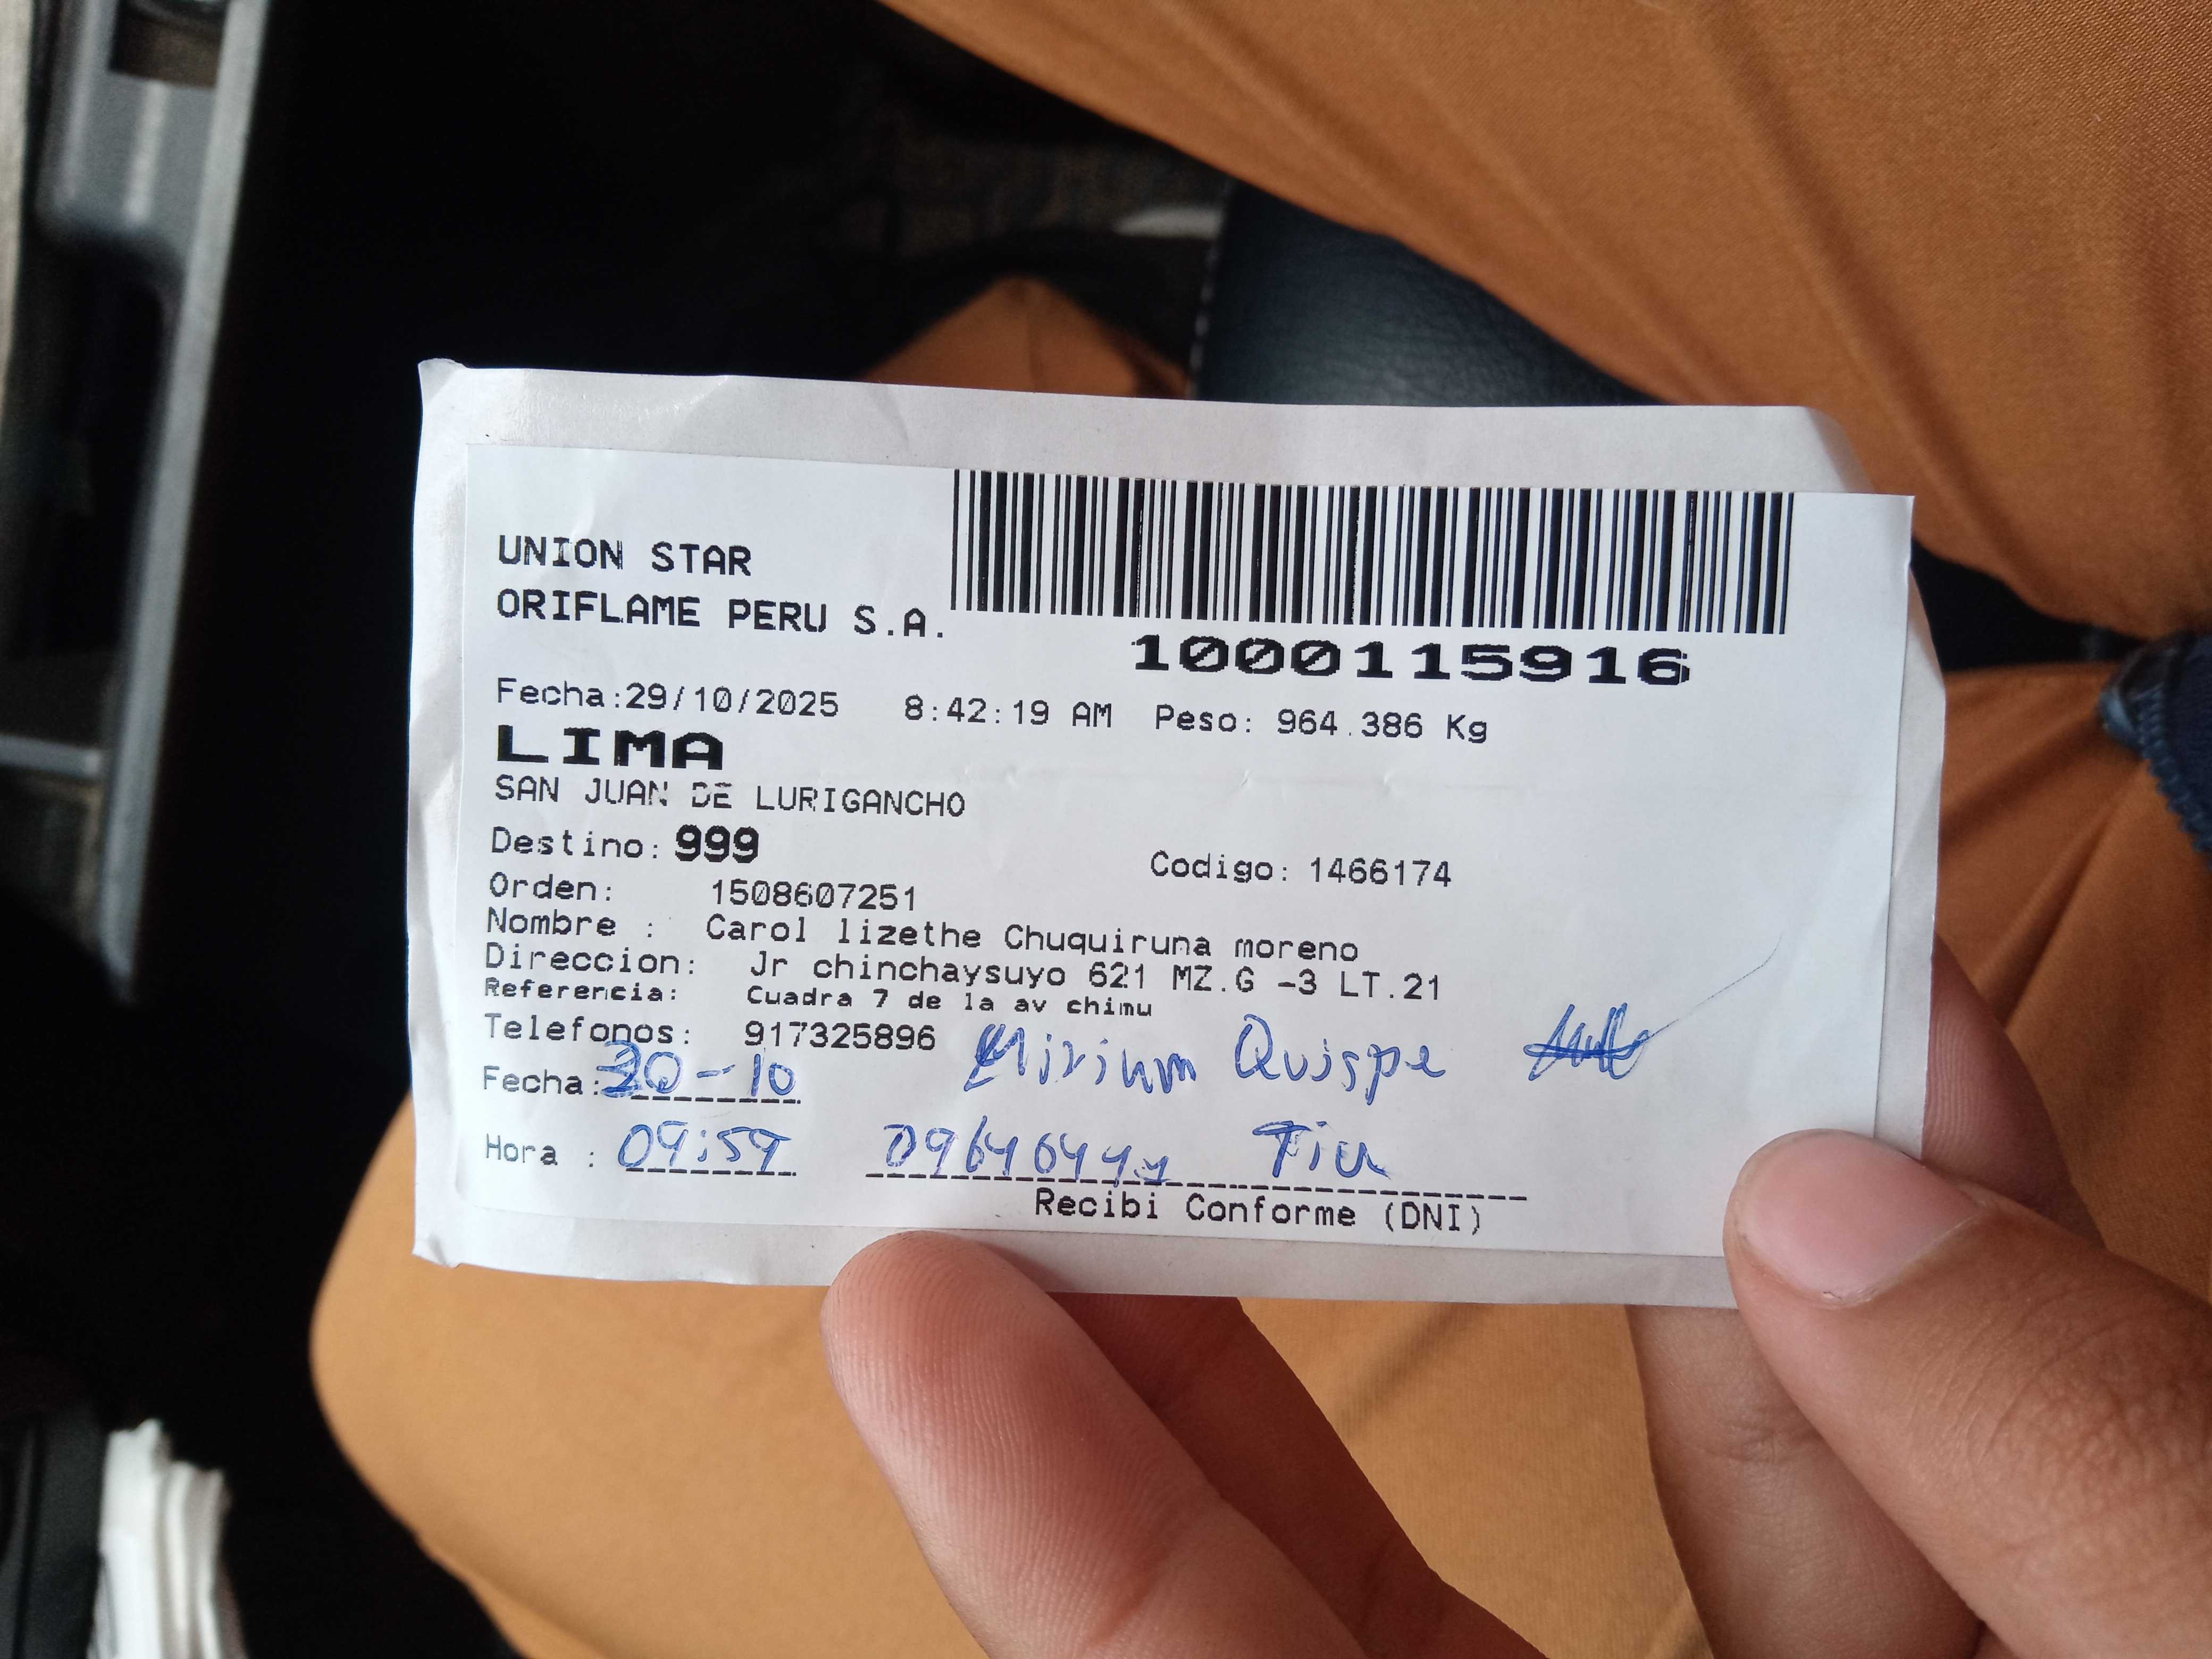 UNION STAR
ORIFLAME PERU S.A.
1000115916
Fecha:29/10/2025 8:42:19 AM Peso: 964.386 Kg
LIMA
SAN JUAN DE LURIGANCHO
Destino: 999
Codigo: 1466174
Orden: 1508607251
Nombre : Carol lizethe Chuquiruna moreno
Direccion: Jr chinchaysuyo 621 MZ.G -3 LT.21
Referencia: Cuadra 7 de la av chimu
Telefonos: 917325896
Miriam Quispe
Fecha: 30-10
Hora : 09:59 Tia
Recibi Conforme (DNI)